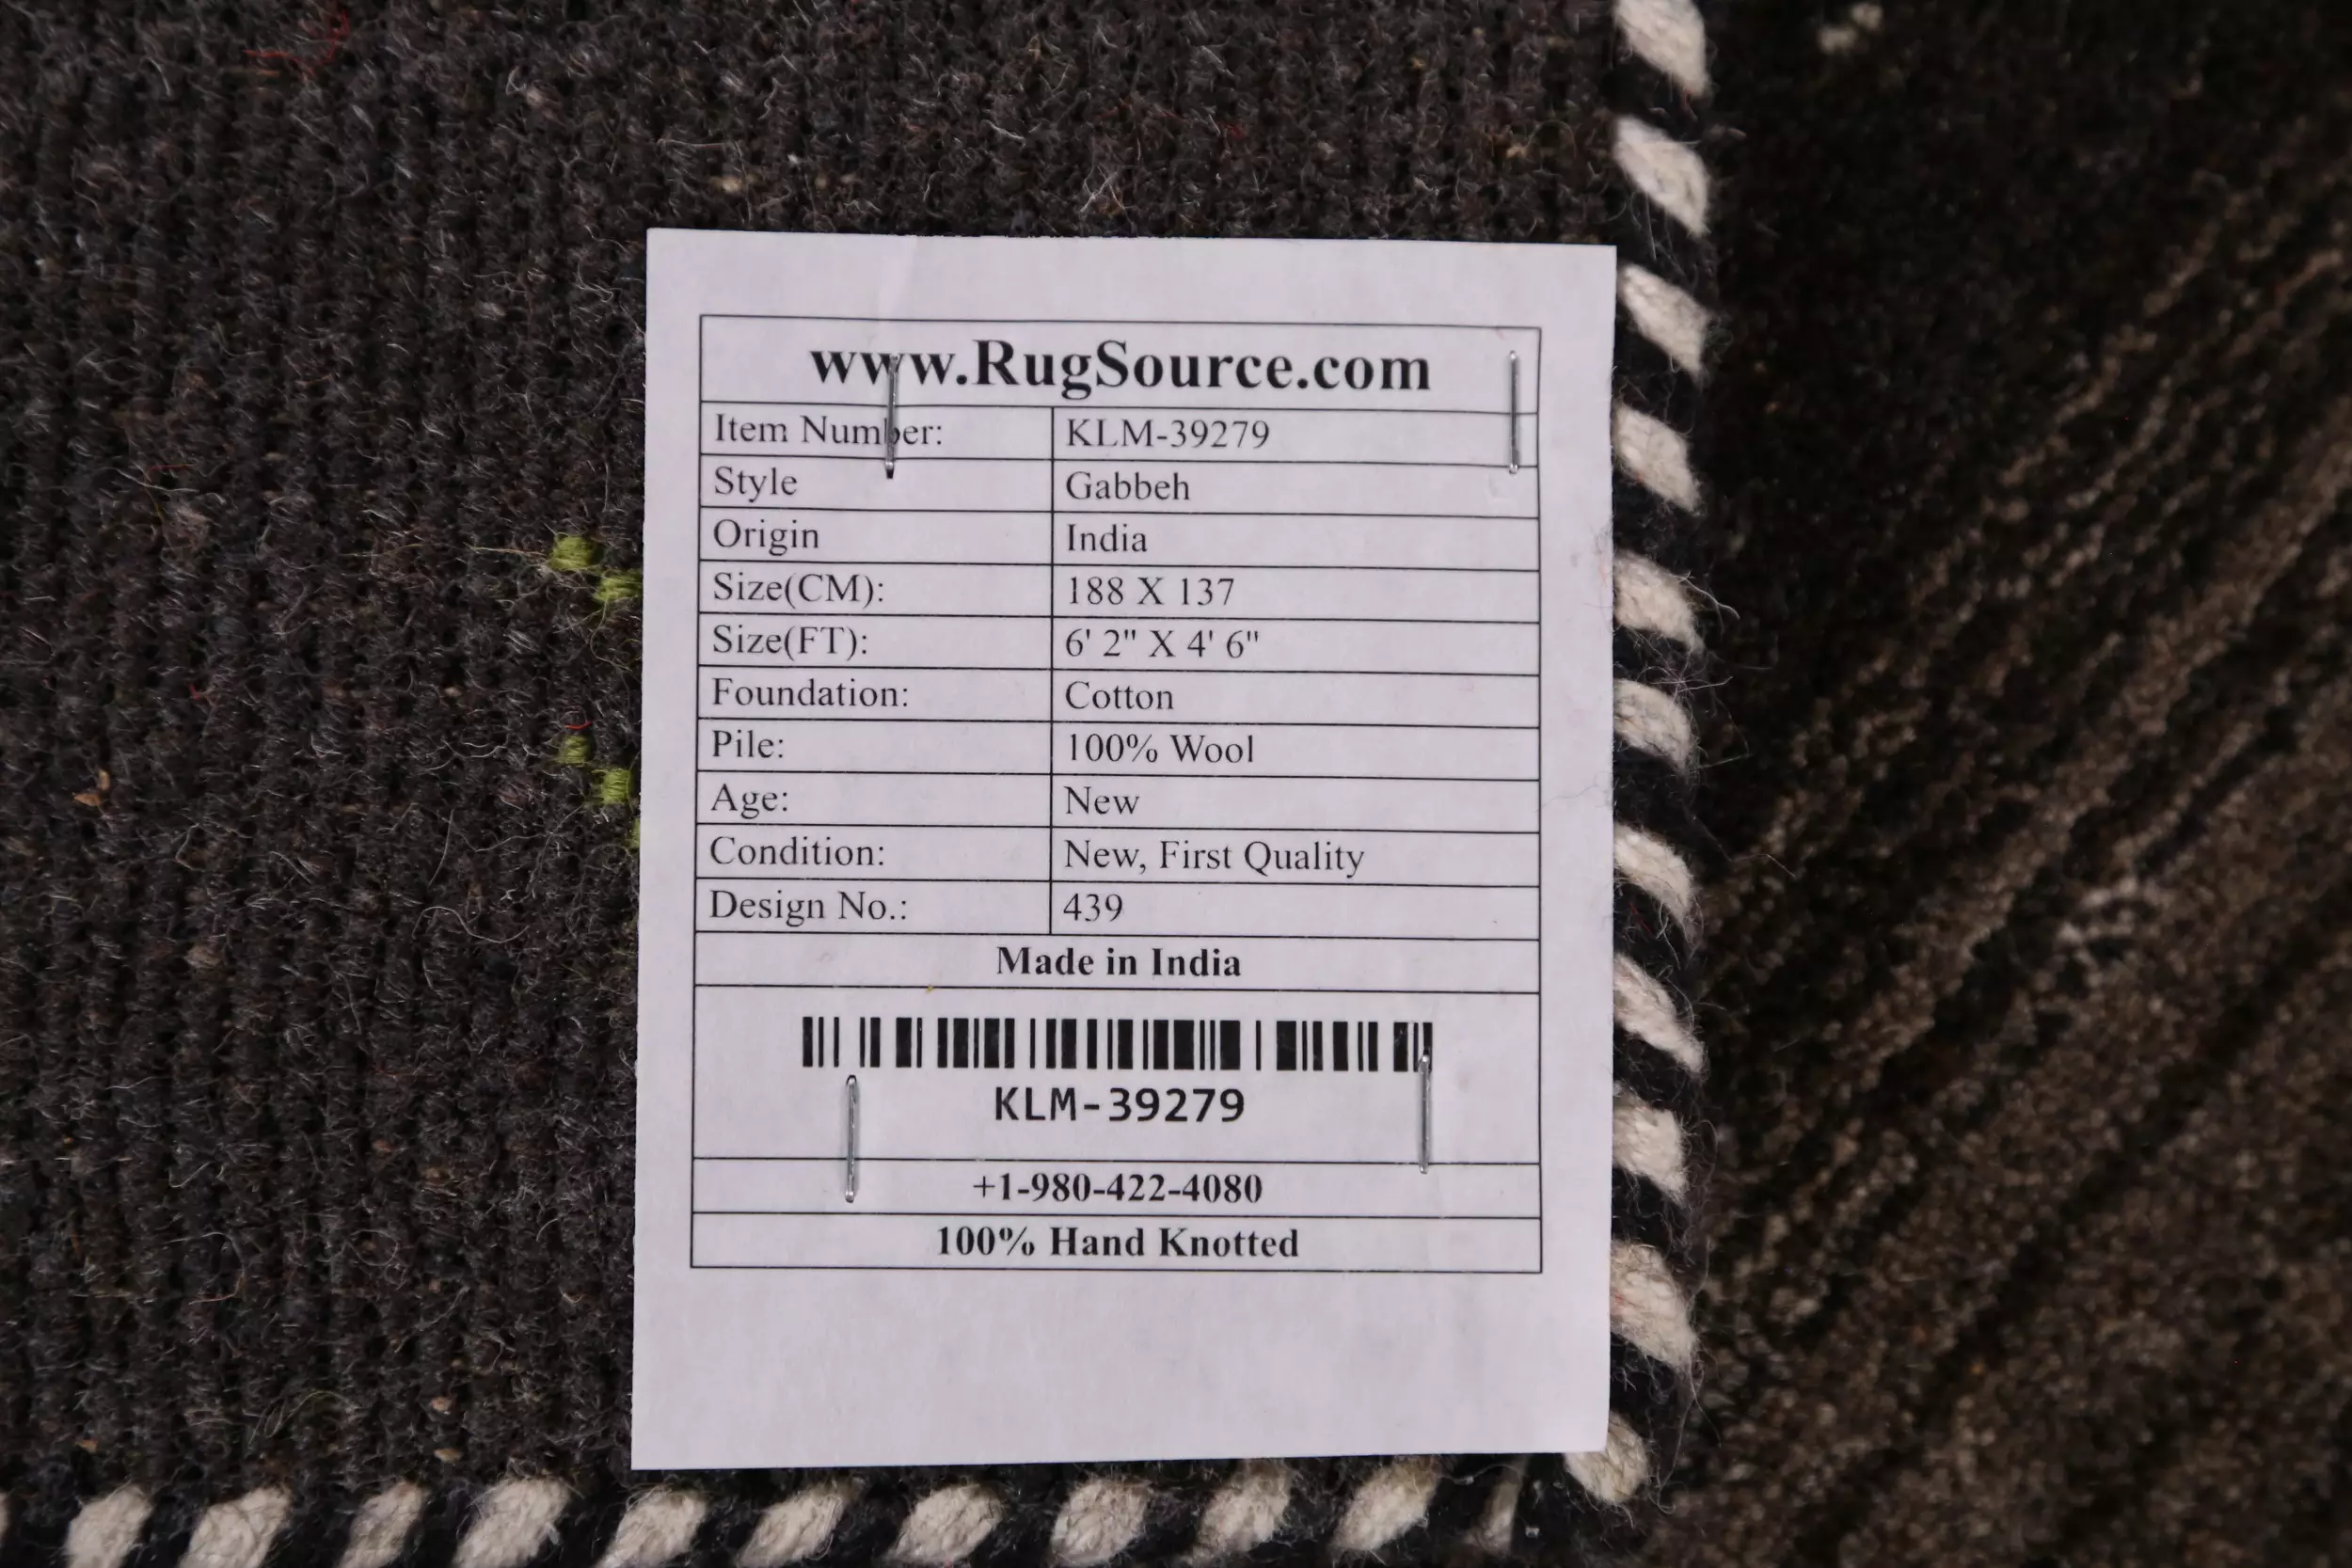 www.RugSource.com
Item Number: KLM-39279
Style Gabbeh
Origin India
Size(CM): 188 X 137
Size(FT): 6' 2" X 4' 6"
Foundation: Cotton
Pile: 100% Wool
Age: New
Condition: New, First Quality
Design No.: 439
Made in India
KLM-39279
+1-980-422-4080
100% Hand Knotted